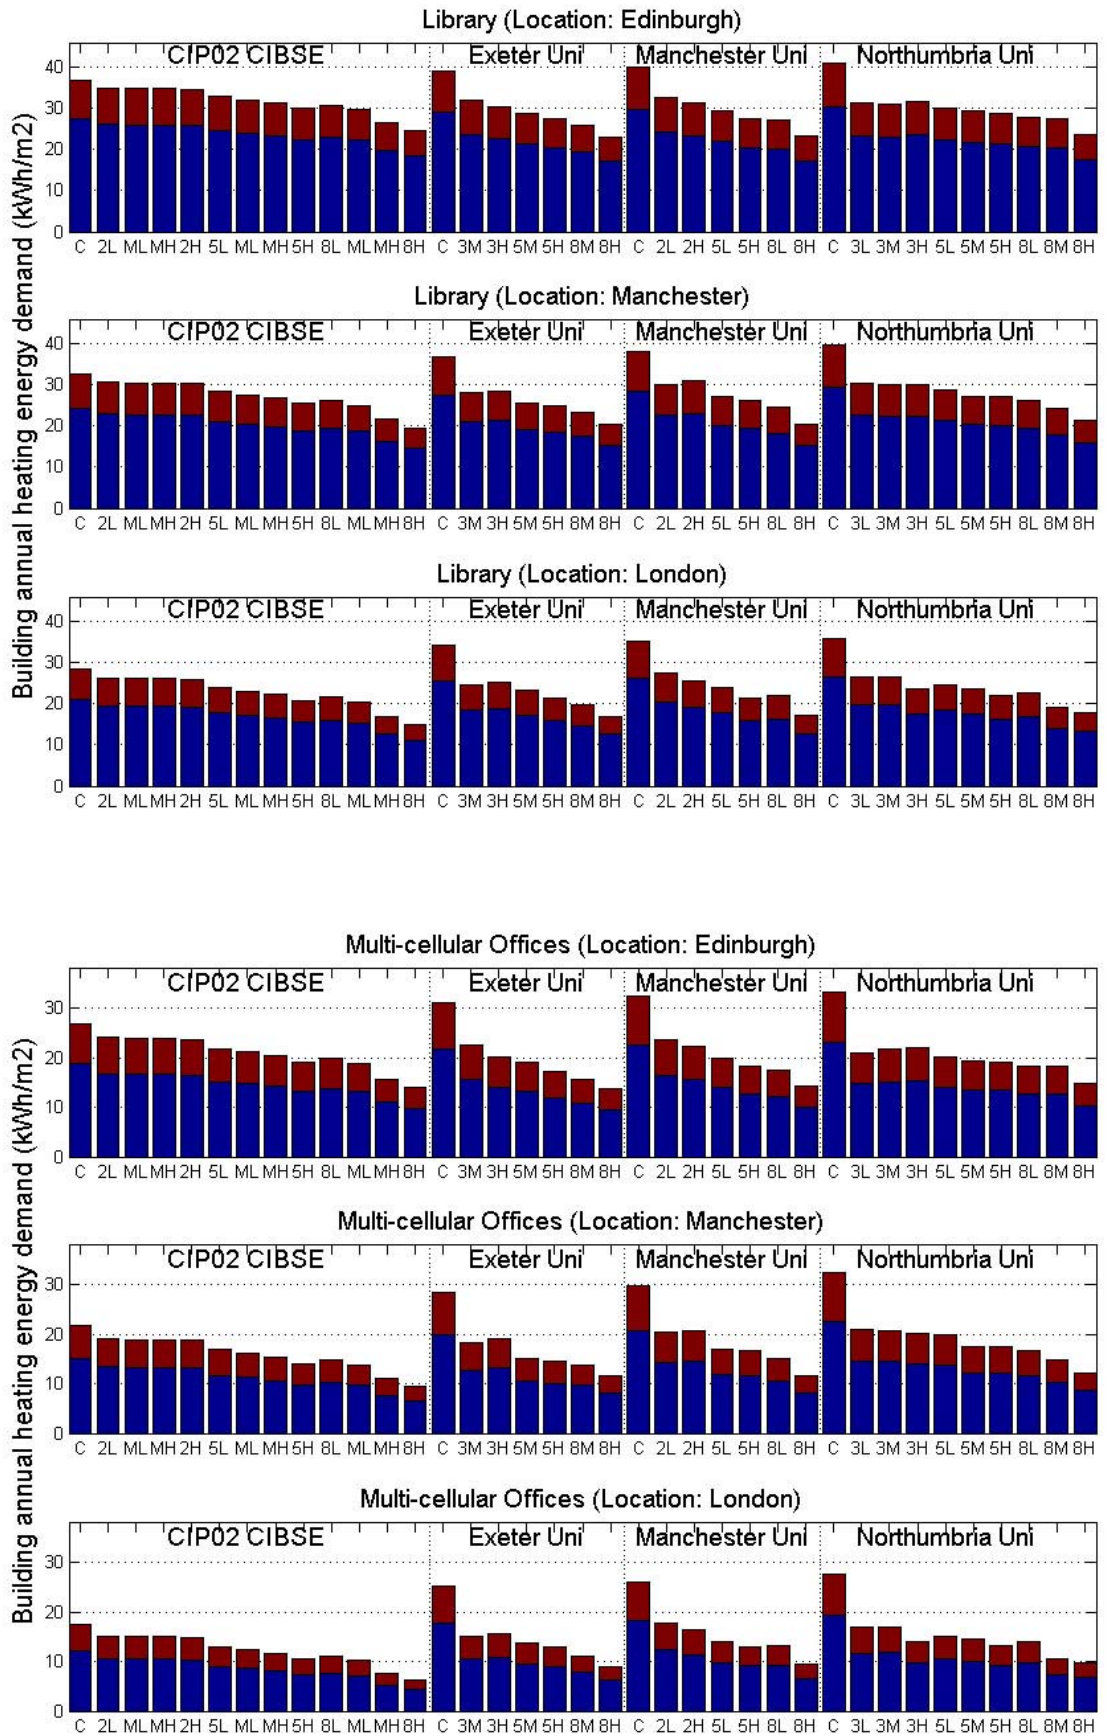 Library (Location: Edinburgh)
CIP02 CIBSE Exeter Uni Manchester Uni Northumbria Uni
40
30
20
10
0
C 2L ML MH 2H 5L ML MH 5H 8L ML MH 8H C 3M 3H 5M 5H 8M 8H C 2L 2H 5L 5H 8L 8H C 3L 3M 3H 5L 5M 5H 8L 8M 8H
Building annual heating energy demand (kWh/m2)
Library (Location: Manchester)
CIP02 CIBSE Exeter Uni Manchester Uni Northumbria Uni
40
30
20
10
0
C 2L ML MH 2H 5L ML MH 5H 8L ML MH 8H C 3M 3H 5M 5H 8M 8H C 2L 2H 5L 5H 8L 8H C 3L 3M 3H 5L 5M 5H 8L 8M 8H
Library (Location: London)
CIP02 CIBSE Exeter Uni Manchester Uni Northumbria Uni
40
30
20
10
0
C 2L ML MH 2H 5L ML MH 5H 8L ML MH 8H C 3M 3H 5M 5H 8M 8H C 2L 2H 5L 5H 8L 8H C 3L 3M 3H 5L 5M 5H 8L 8M 8H
Multi-cellular Offices (Location: Edinburgh)
CIP02 CIBSE Exeter Uni Manchester Uni Northumbria Uni
30
20
10
0
C 2L ML MH 2H 5L ML MH 5H 8L ML MH 8H C 3M 3H 5M 5H 8M 8H C 2L 2H 5L 5H 8L 8H C 3L 3M 3H 5L 5M 5H 8L 8M 8H
Building annual heating energy demand (kWh/m2)
Multi-cellular Offices (Location: Manchester)
CIP02 CIBSE Exeter Uni Manchester Uni Northumbria Uni
30
20
10
0
C 2L ML MH 2H 5L ML MH 5H 8L ML MH 8H C 3M 3H 5M 5H 8M 8H C 2L 2H 5L 5H 8L 8H C 3L 3M 3H 5L 5M 5H 8L 8M 8H
Multi-cellular Offices (Location: London)
CIP02 CIBSE Exeter Uni Manchester Uni Northumbria Uni
30
20
10
0
C 2L ML MH 2H 5L ML MH 5H 8L ML MH 8H C 3M 3H 5M 5H 8M 8H C 2L 2H 5L 5H 8L 8H C 3L 3M 3H 5L 5M 5H 8L 8M 8H